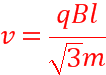 v = qBl / √3m